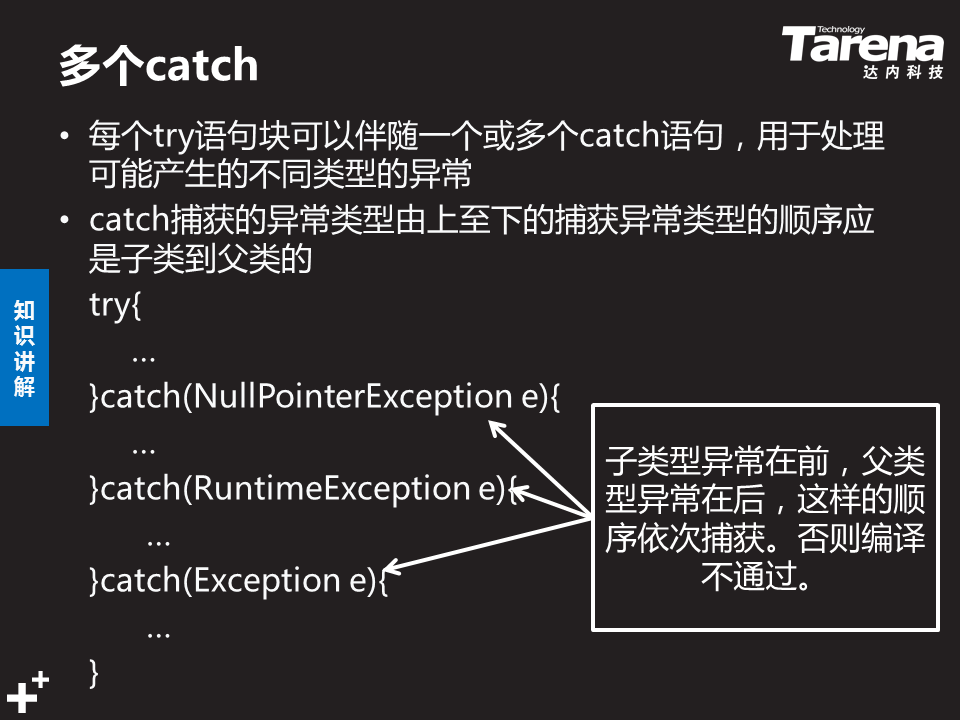 多个catch
Technology
Tarena
达内科技
• 每个try语句块可以伴随一个或多个catch语句，用于处理
可能产生的不同类型的异常
• catch捕获的异常类型由上至下的捕获异常类型的顺序应
是子类到父类的
try{
…
}catch(NullPointerException e){
…
}catch(RuntimeException e){
…
}catch(Exception e){
…
}
知
识
讲
解
子类型异常在前，父类
型异常在后，这样的顺
序依次捕获。否则编译
不通过。